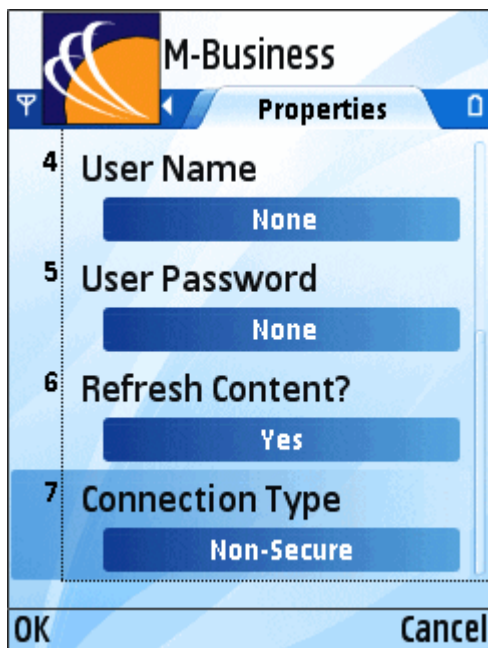 M-Business
Properties
4 User Name
None
5 User Password
None
6 Refresh Content?
Yes
7 Connection Type
Non-Secure
OK Cancel